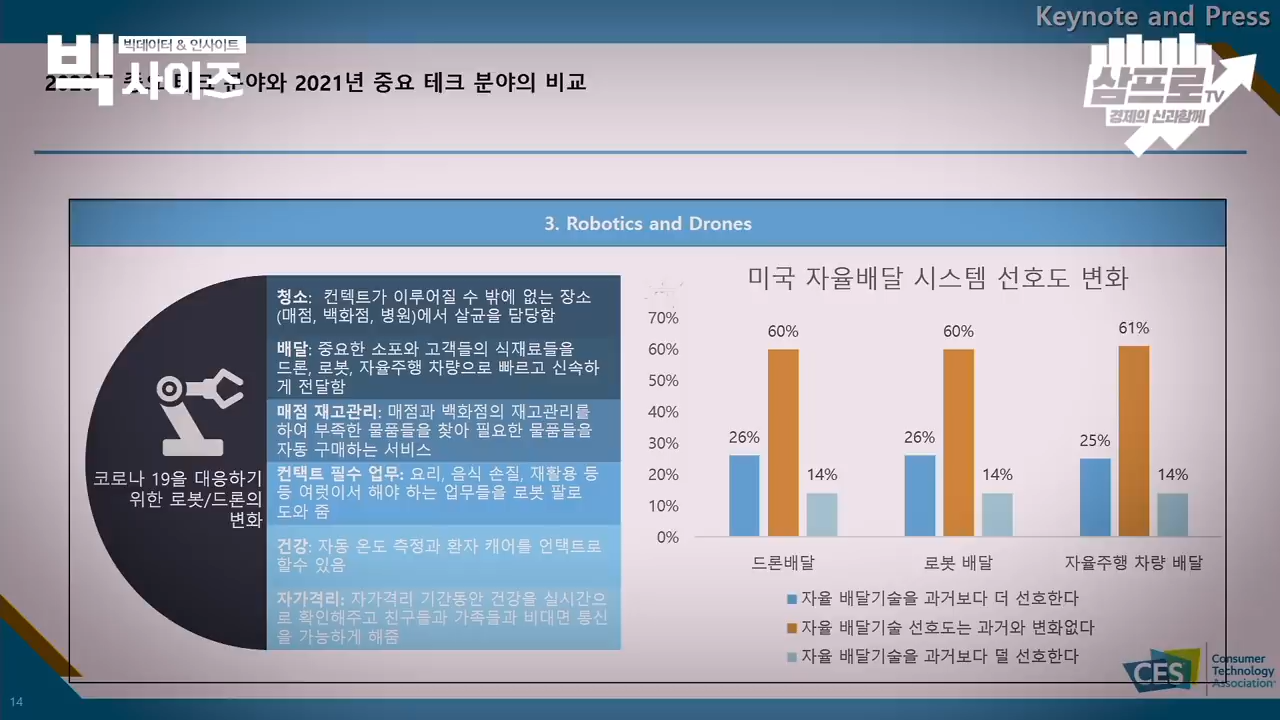 Keynote and Press
빅데이터 & 인사이트
빅
사이즈
테크 분야와 2021년 중요 테크 분야의 비교
삼프로TV
경제의 신과함께
3. Robotics and Drones
코로나 19을 대응하기
위한 로봇/드론의
변화
청소: 컨텍트가 이루어질 수 밖에 없는 장소
(매점, 백화점, 병원)에서 살균을 담당함
배달: 중요한 소포와 고객들의 식재료들을
드론, 로봇, 자율주행 차량으로 빠르고 신속하
게 전달함
매점 재고관리: 매점과 백화점의 재고관리를
하여 부족한 물품들을 찾아 필요한 물품들을
자동 구매하는 서비스
컨택트 필수 업무: 요리, 음식 손질, 재활용 등
등 여럿이서 해야 하는 업무들을 로봇 팔로
도와 줌
건강: 자동 온도 측정과 환자 캐어를 언택트로
할수 있음
자가격리: 자가격리 기간동안 건강을 실시간으
로 확인해주고 친구들과 가족들과 비대면 통신
을 가능하게 해줌
미국 자율배달 시스템 선호도 변화
70%
60%
50%
40%
30%
20%
10%
0%
26%
60%
14%
26%
60%
14%
25%
61%
14%
드론배달
로봇 배달
자율주행 차량 배달
자율 배달기술을 과거보다 더 선호한다
자율 배달기술 선호도는 과거와 변화없다
자율 배달기술을 과거보다 덜 선호한다
CES
Consumer
Technology
Association
14